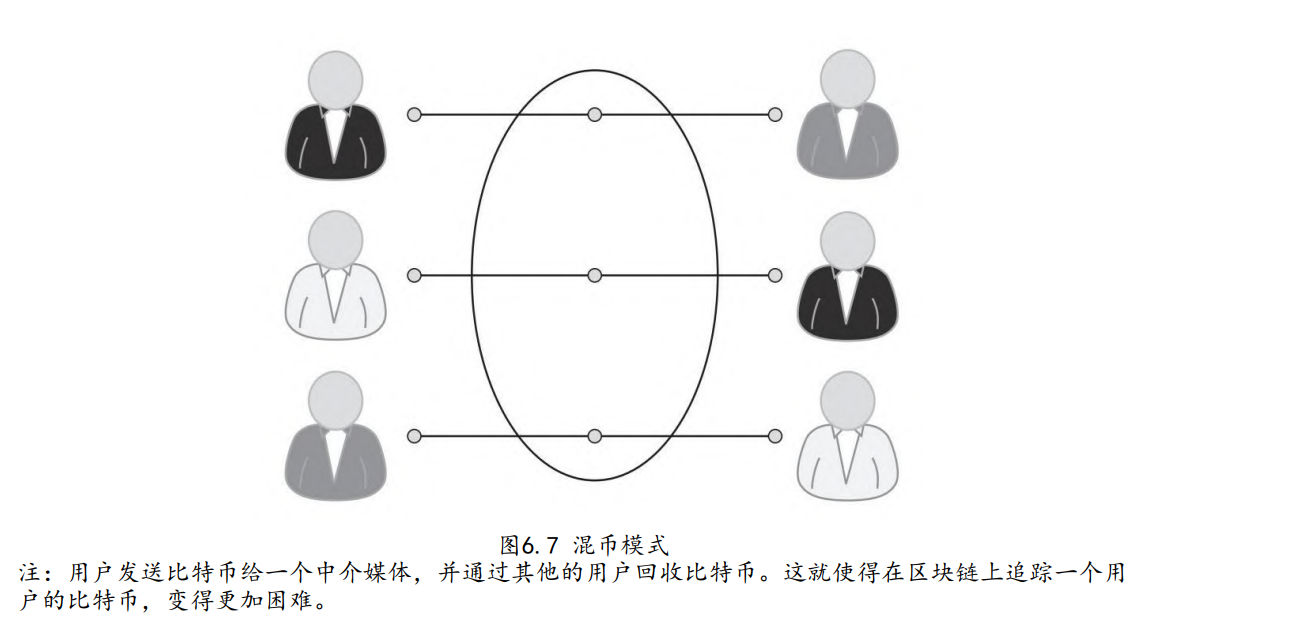 图6.7 混币模式
注：用户发送比特币给一个中介媒体，并通过其他的用户回收比特币。这就使得在区块链上追踪一个用
户的比特币，变得更加困难。